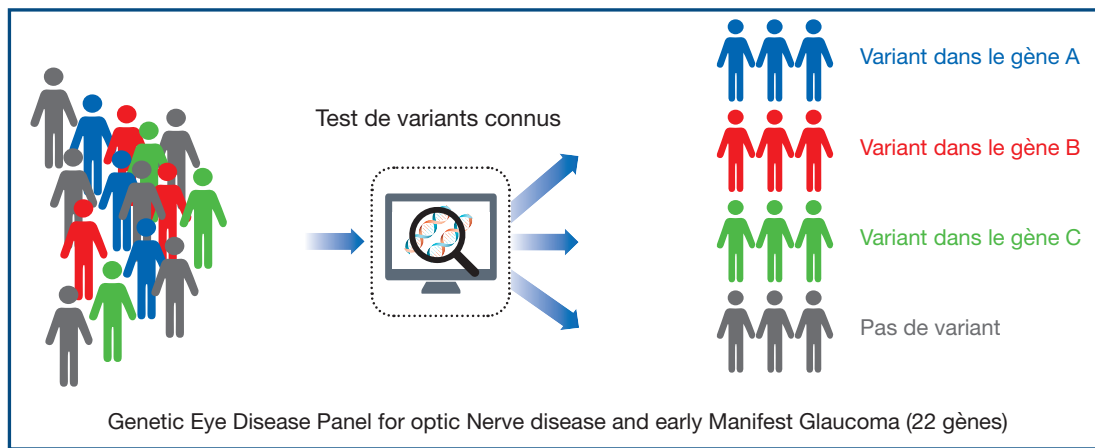 Test de variants connus
Variant dans le gène A
Variant dans le gène B
Variant dans le gène C
Pas de variant
Genetic Eye Disease Panel for optic Nerve disease and early Manifest Glaucoma (22 gènes)